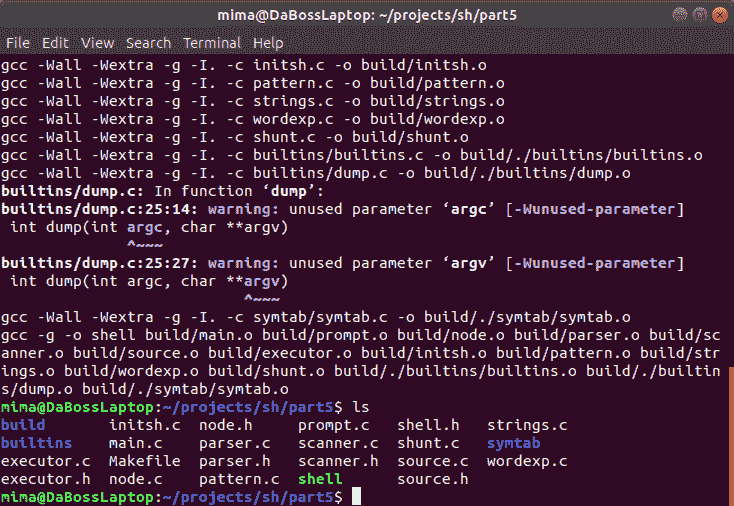 mima@DaBossLaptop: ~/projects/sh/part5
File Edit View Search Terminal Help
gcc -Wall -Wextra -g -I. -c initsh.c -o build/initsh.o
gcc -Wall -Wextra -g -I. -c pattern.c -o build/pattern.o
gcc -Wall -Wextra -g -I. -c strings.c -o build/strings.o
gcc -Wall -Wextra -g -I. -c wordexp.c -o build/wordexp.o
gcc -Wall -Wextra -g -I. -c shunt.c -o build/shunt.o
gcc -Wall -Wextra -g -I. -c builtins/builtins.c -o build/./builtins/builtins.o
gcc -Wall -Wextra -g -I. -c builtins/dump.c -o build/./builtins/dump.o
builtins/dump.c: In function ‘dump’:
builtins/dump.c:25:14: warning: unused parameter ‘argc’ [-Wunused-parameter]
 int dump(int argc, char **argv)
              ^~~~
builtins/dump.c:25:27: warning: unused parameter ‘argv’ [-Wunused-parameter]
 int dump(int argc, char **argv)
                           ^~~~
gcc -Wall -Wextra -g -I. -c symtab/symtab.c -o build/./symtab/symtab.o
gcc -g -o shell build/main.o build/prompt.o build/node.o build/parser.o build/sc
anner.o build/source.o build/executor.o build/initsh.o build/pattern.o build/str
ings.o build/wordexp.o build/shunt.o build/./builtins/builtins.o build/./builtin
s/dump.o build/./symtab/symtab.o
mima@DaBossLaptop:~/projects/sh/part5$ ls
build       initsh.c  node.h     prompt.c   shell.h   strings.c
builtins    main.c    parser.c   scanner.c  shunt.c   symtab
executor.c  Makefile  parser.h   scanner.h  source.c  wordexp.c
executor.h  node.c    pattern.c  shell      source.h
mima@DaBossLaptop:~/projects/sh/part5$